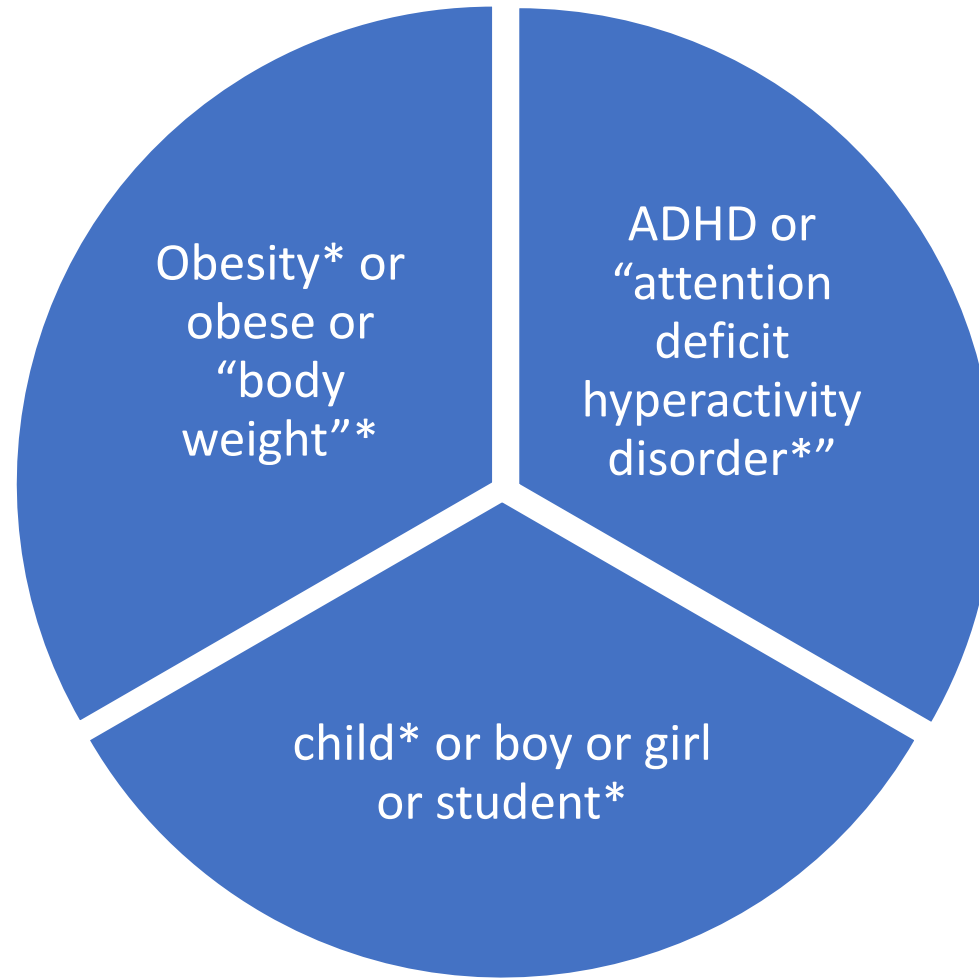 Obesity* or
obese or
“body
weight”*
ADHD or
“attention
deficit
hyperactivity
disorder*”
child* or boy or girl
or student*